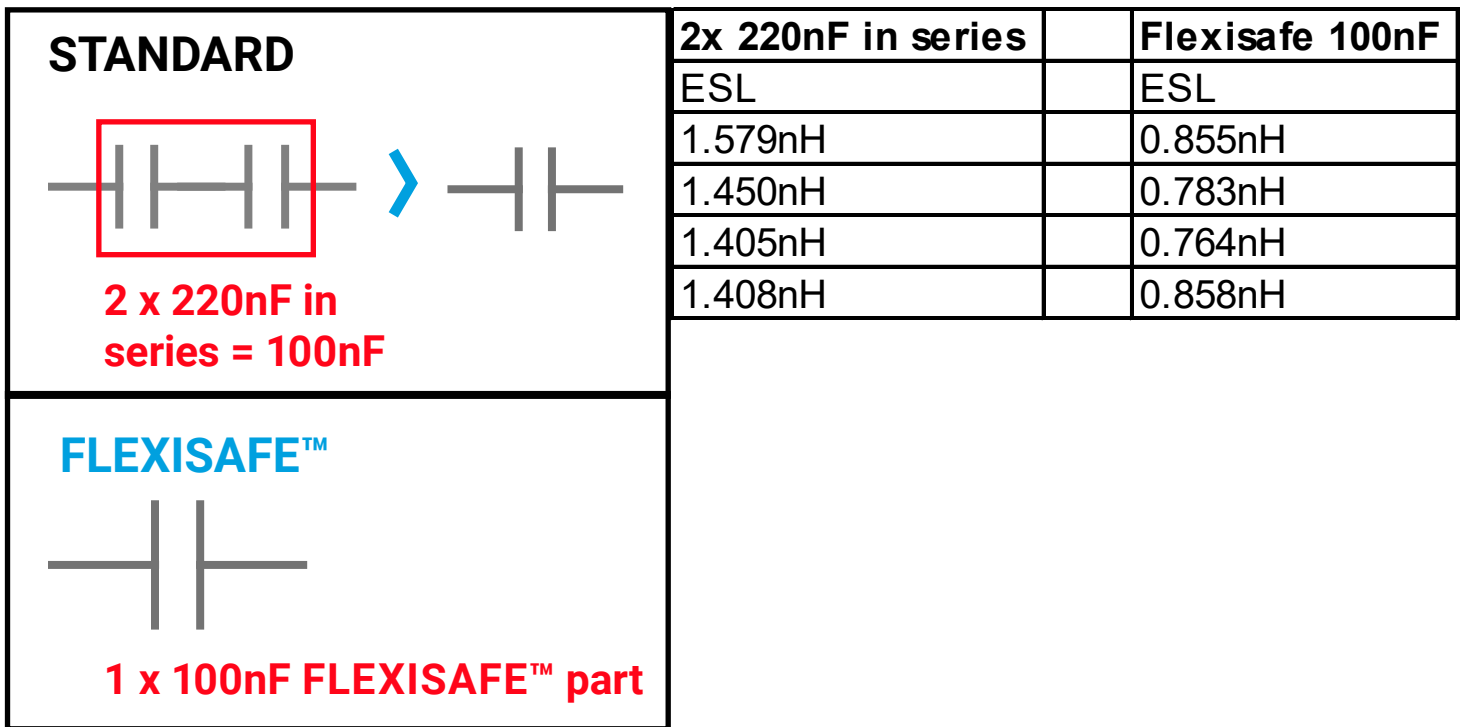 STANDARD
2 x 220nF in
series = 100nF
FLEXISAFE™
1 x 100nF FLEXISAFE™ part
2x 220nF in series Flexisafe 100nF
ESL ESL
1.579nH 0.855nH
1.450nH 0.783nH
1.405nH 0.764nH
1.408nH 0.858nH